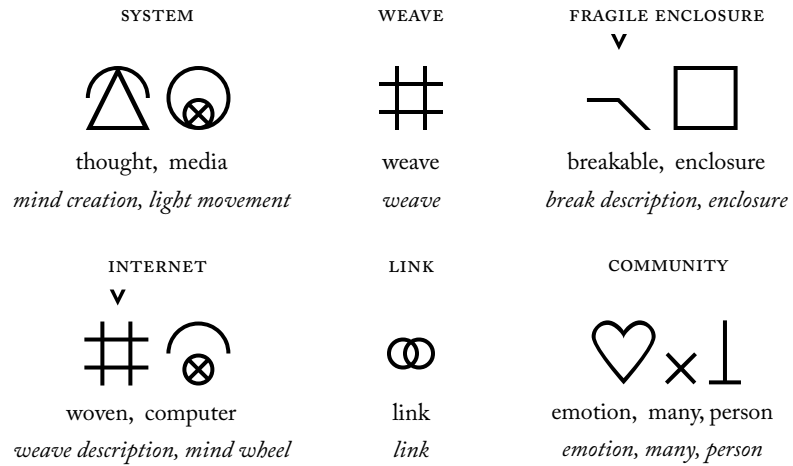 SYSTEM
thought, media
mind creation, light movement
WEAVE
weave
weave
FRAGILE ENCLOSURE
breakable, enclosure
break description, enclosure
INTERNET
woven, computer
weave description, mind wheel
LINK
link
link
COMMUNITY
emotion, many, person
emotion, many, person